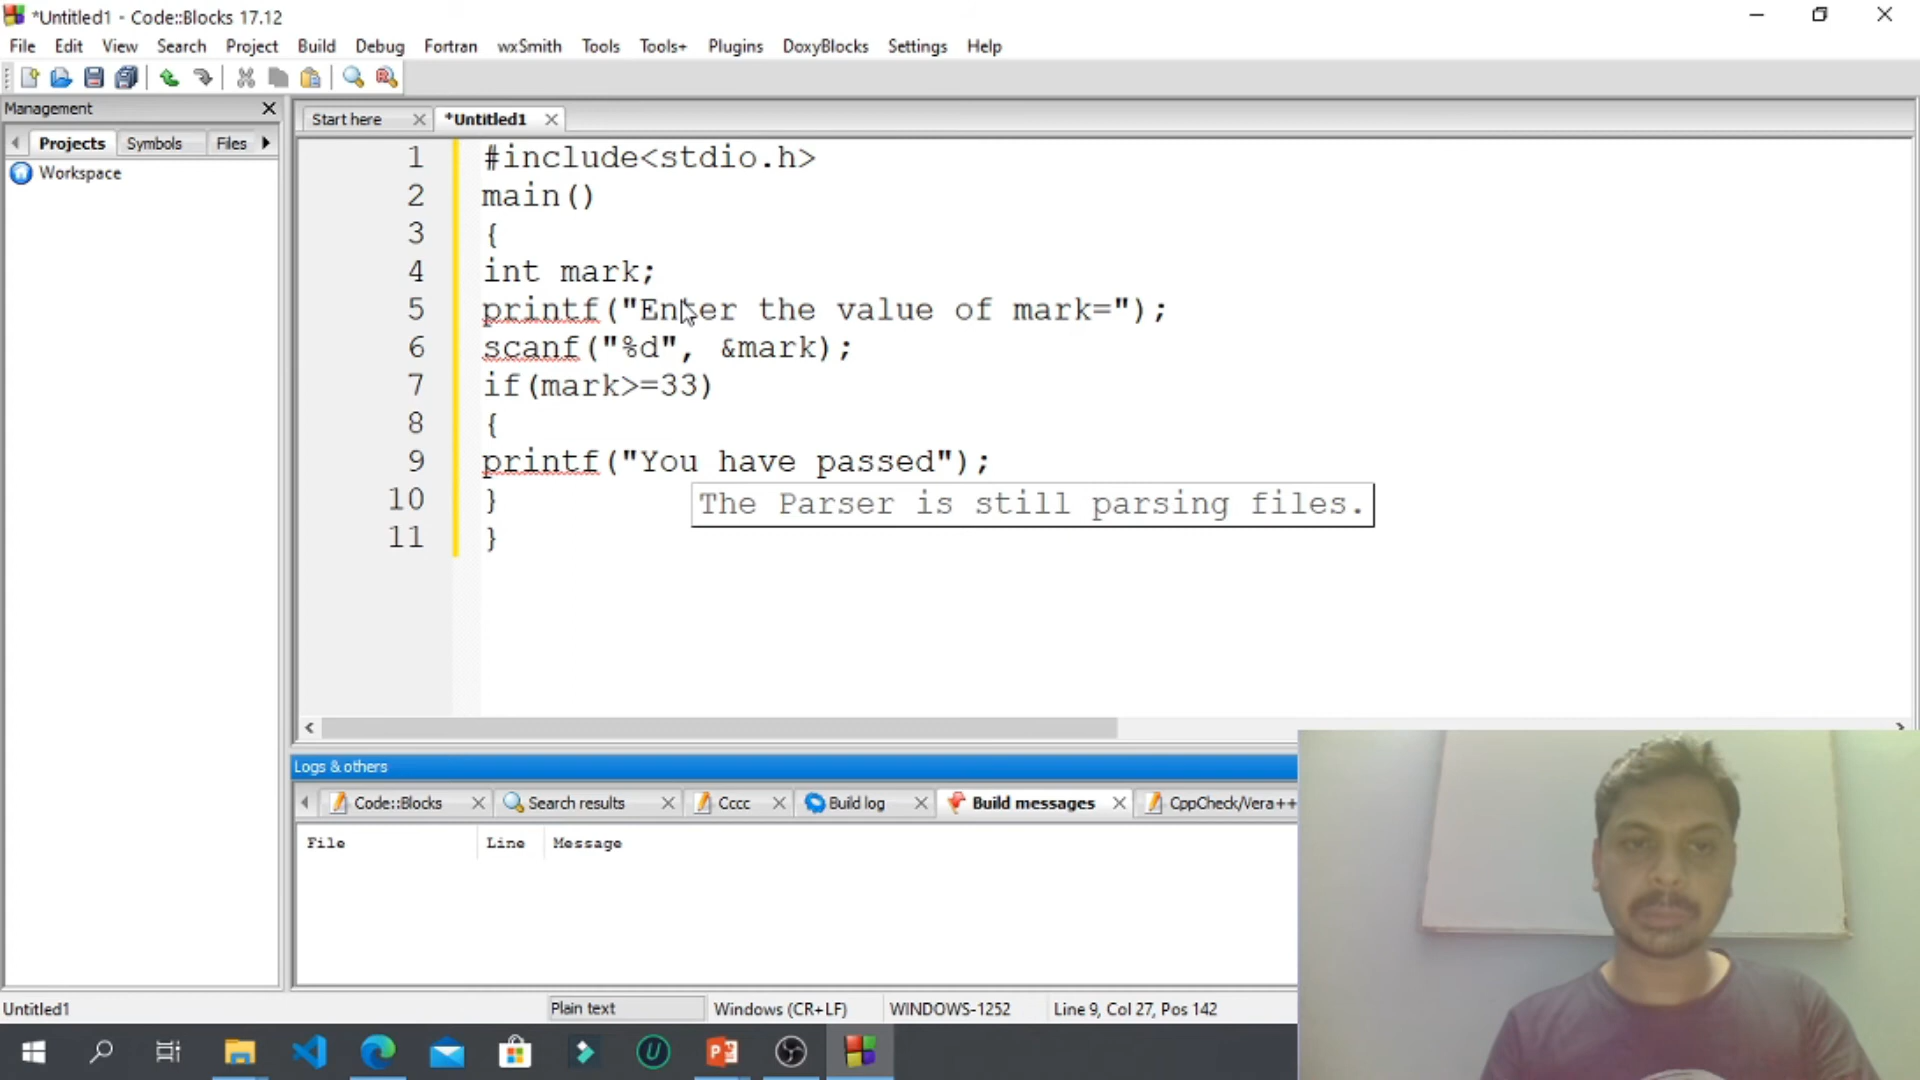 *Untitled1 - Code::Blocks 17.12
File Edit View Search Project Build Debug Fortran wxSmith Tools Tools+ Plugins DoxyBlocks Settings Help
Management
Start here *Untitled1
Projects Symbols Files
Workspace
1 #include<stdio.h>
2 main()
3 {
4 int mark;
5 printf("Enter the value of mark=");
6 scanf("%d", &mark);
7 if(mark>=33)
8 {
9 printf("You have passed");
10 }
The Parser is still parsing files.
11 }
Logs & others
Code::Blocks Search results Cccc Build log Build messages CppCheck/Vera++
File Line Message
Untitled1 Plain text Windows (CR+LF) WINDOWS-1252 Line 9, Col 27, Pos 142